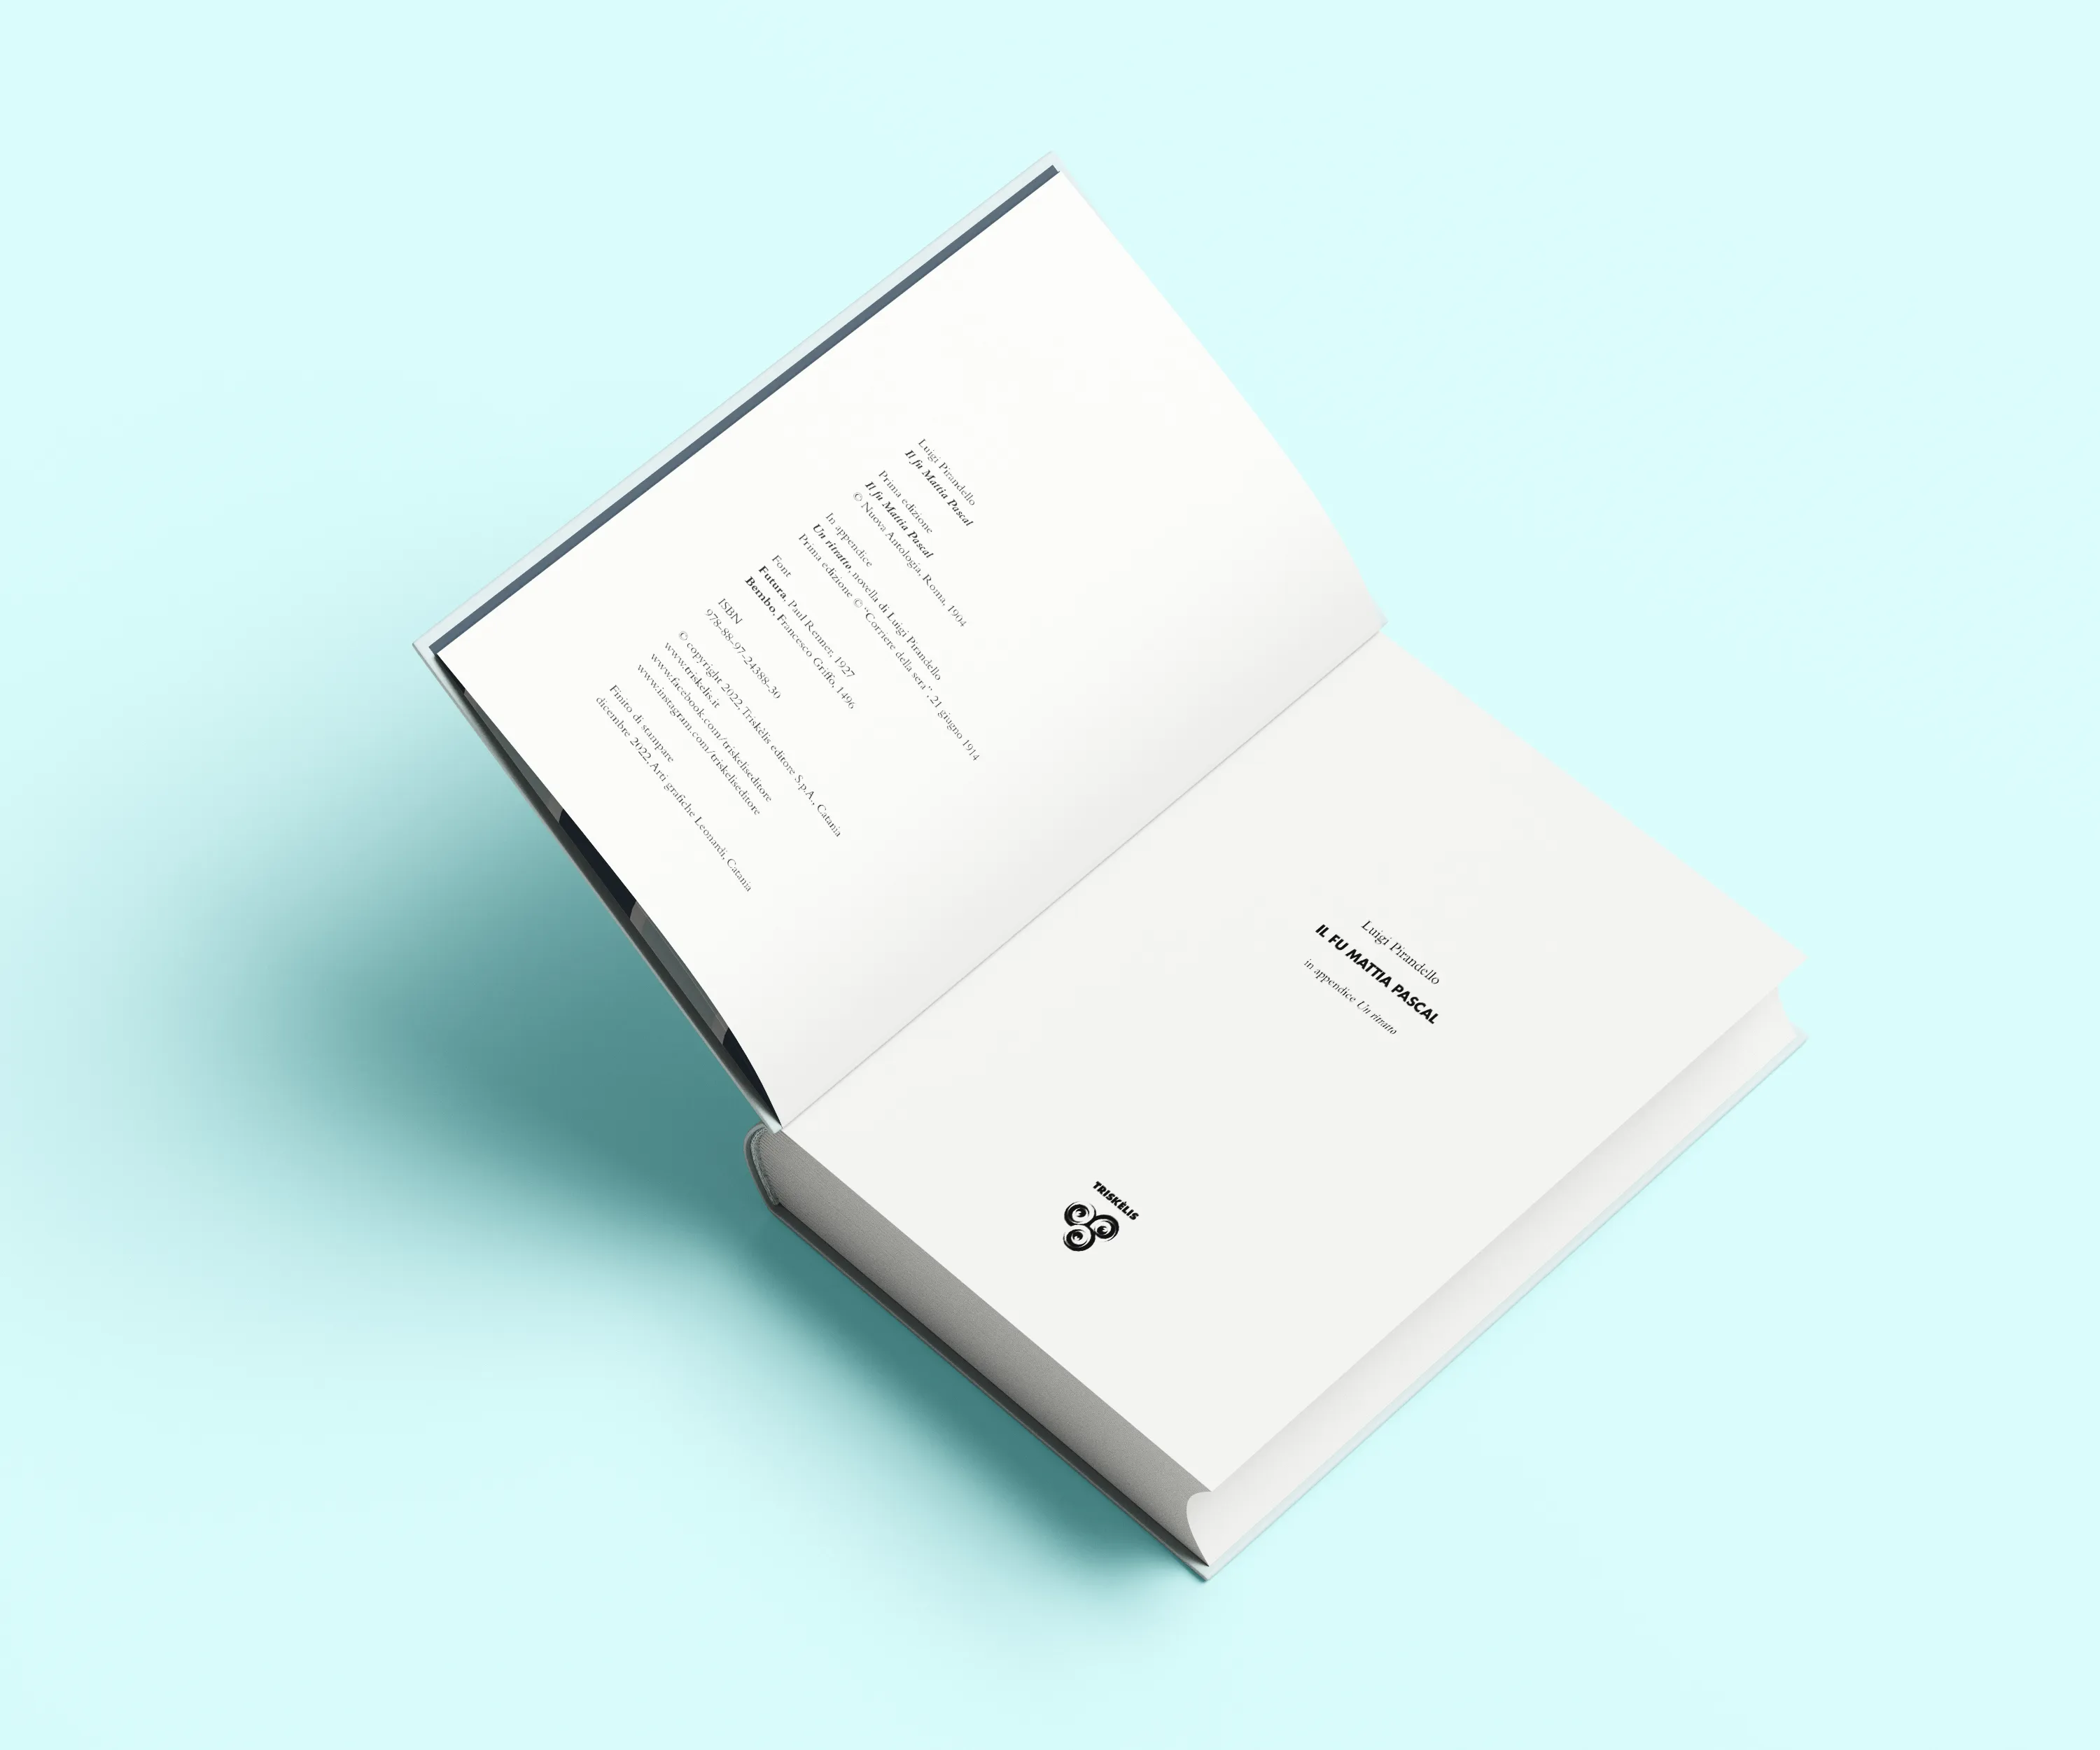 Luigi Pirandello
Il fu Mattia Pascal
Prima edizione
Il fu Mattia Pascal
© Nuova Antologia, Roma, 1904
In appendice
Un ritratto, novella di Luigi Pirandello
Prima edizione © “Corriere della sera”, 21 giugno 1914
Font
Futura, Paul Renner, 1927
Bembo, Francesco Griffo, 1496
ISBN
978-88-97-24388-30
© copyright 2022, Triskèlis editore S.p.A., Catania
www.triskelis.it
www.facebook.com/triskeliseditore
www.instagram.com/triskeliseditore
Finito di stampare
dicembre 2022, Arti grafiche Leonardi, Catania
Luigi Pirandello
IL FU MATTIA PASCAL
in appendice Un ritratto
TRISKÈLIS